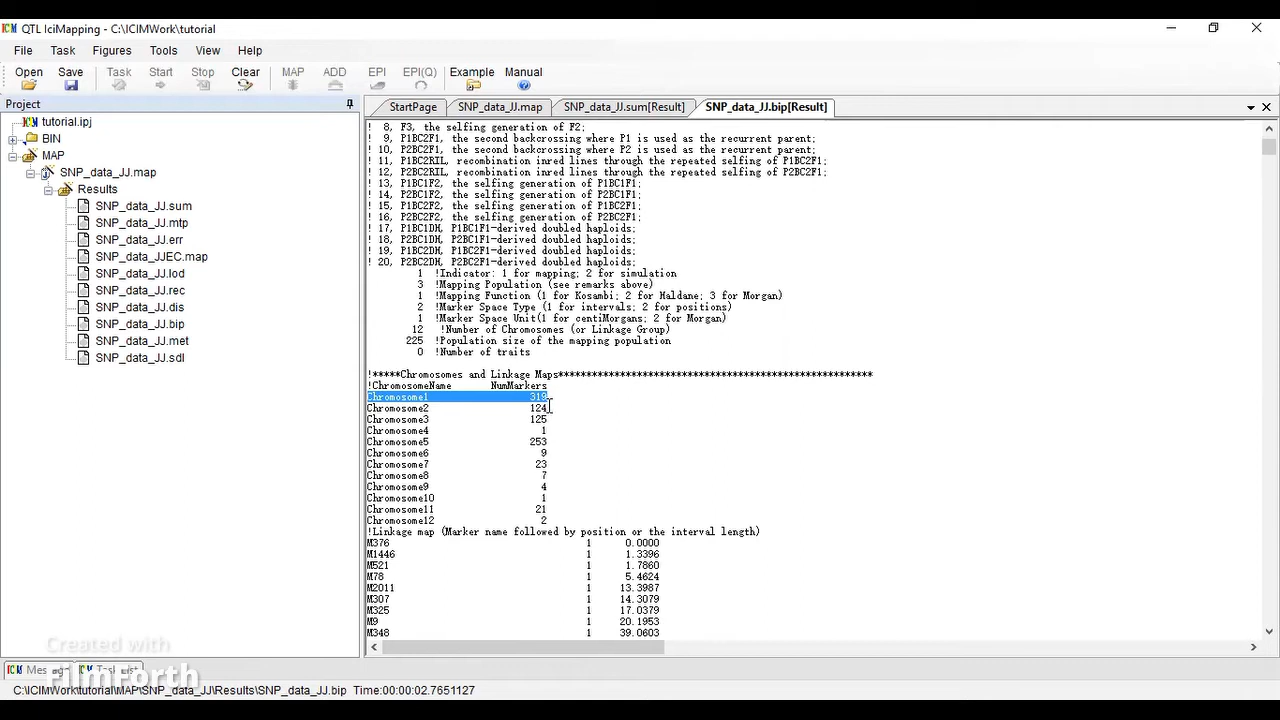 QTL IciMapping - C:\ICIMWork\tutorial
File Task Figures Tools View Help
Open Save Task Start Stop Clear MAP ADD EPI EPI(Q) Example Manual
Project
StartPage SNP_data_JJ.map SNP_data_JJ.sum[Result] SNP_data_JJ.bip[Result]
tutorial.ipj
BIN
MAP
SNP_data_JJ.map
Results
SNP_data_JJ.sum
SNP_data_JJ.mtp
SNP_data_JJ.err
SNP_data_JJEC.map
SNP_data_JJ.lod
SNP_data_JJ.rec
SNP_data_JJ.dis
SNP_data_JJ.bip
SNP_data_JJ.met
SNP_data_JJ.sdl
! 8, F3, the selfing generation of F2;
! 9, P1BC2F1, the second backcrossing where P1 is used as the recurrent parent;
! 10, P2BC2F1, the second backcrossing where P2 is used as the recurrent parent;
! 11, P1BC2RIL, recombination inred lines through the repeated selfing of P1BC2F1;
! 12, P2BC2RIL, recombination inred lines through the repeated selfing of P2BC2F1;
! 13, P1BC1F2, the selfing generation of P1BC1F1;
! 14, P2BC1F2, the selfing generation of P2BC1F1;
! 15, P1BC2F2, the selfing generation of P1BC2F1;
! 16, P2BC2F2, the selfing generation of P2BC2F1;
! 17, P1BC1DH, P1BC1F1-derived doubled haploids;
! 18, P2BC1DH, P2BC1F1-derived doubled haploids;
! 19, P1BC2DH, P1BC2F1-derived doubled haploids;
! 20, P2BC2DH, P2BC2F1-derived doubled haploids;
1 !Indicator: 1 for mapping; 2 for simulation
3 !Mapping Population (see remarks above)
1 !Mapping Function (1 for Kosambi; 2 for Haldane; 3 for Morgan)
2 !Marker Space Type (1 for intervals; 2 for positions)
1 !Marker Space Unit(1 for centiMorgans; 2 for Morgan)
12 !Number of Chromosomes (or Linkage Group)
225 !Population size of the mapping population
0 !Number of traits
!*****Chromosomes and Linkage Maps********************************************************
!ChromosomeName NumMarkers
Chromosome1 319
Chromosome2 124
Chromosome3 125
Chromosome4 1
Chromosome5 253
Chromosome6 9
Chromosome7 23
Chromosome8 7
Chromosome9 4
Chromosome10 1
Chromosome11 21
Chromosome12 2
!Linkage map (Marker name followed by position or the interval length)
M376 1 0.0000
M1446 1 1.3396
M521 1 1.7860
M78 1 5.4624
M2011 1 13.3987
M307 1 14.3079
M325 1 17.0379
M9 1 20.1953
M348 1 39.0603
Created with
FilmForth
C:\ICIMWork\tutorial\MAP\SNP_data_JJ\Results\SNP_data_JJ.bip Time:00:00:02.7651127